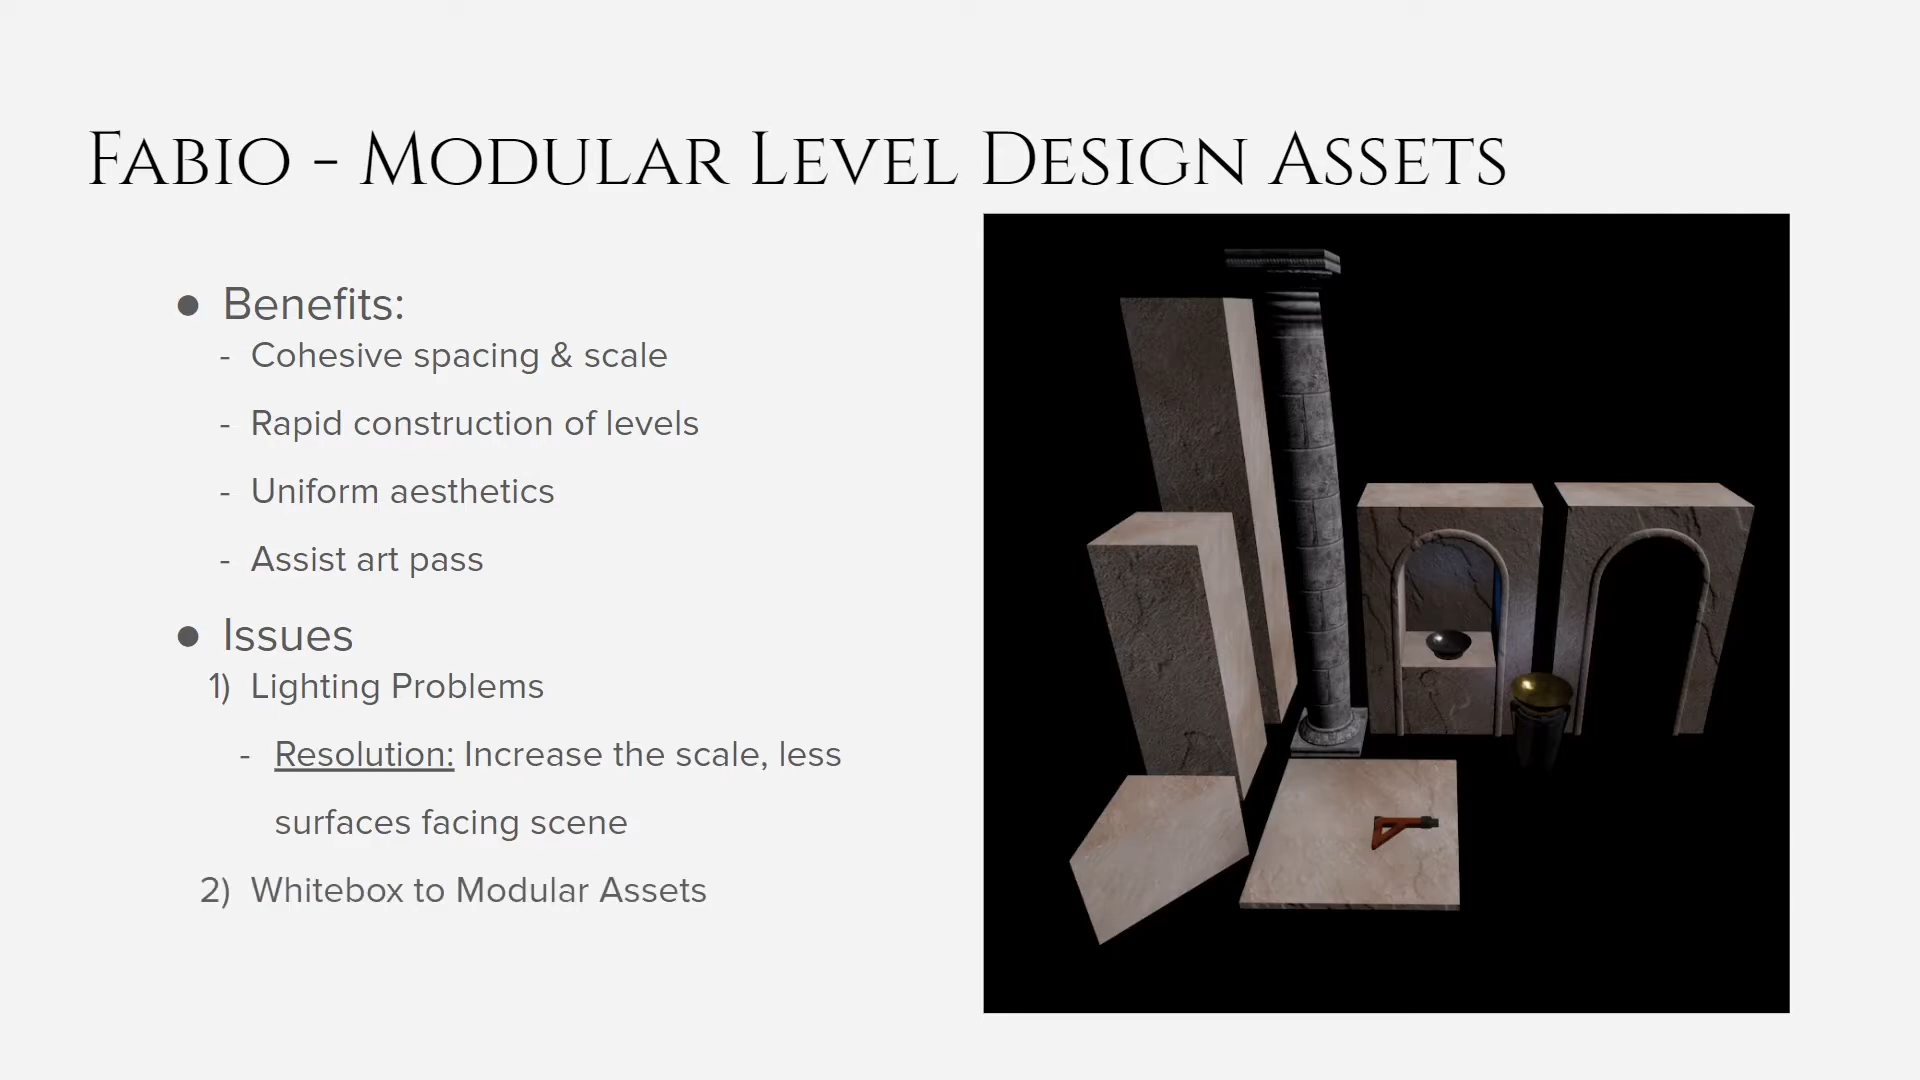 Fabio - Modular Level Design Assets
● Benefits:
- Cohesive spacing & scale
- Rapid construction of levels
- Uniform aesthetics
- Assist art pass
● Issues
1) Lighting Problems
- Resolution: Increase the scale, less
surfaces facing scene
2) Whitebox to Modular Assets